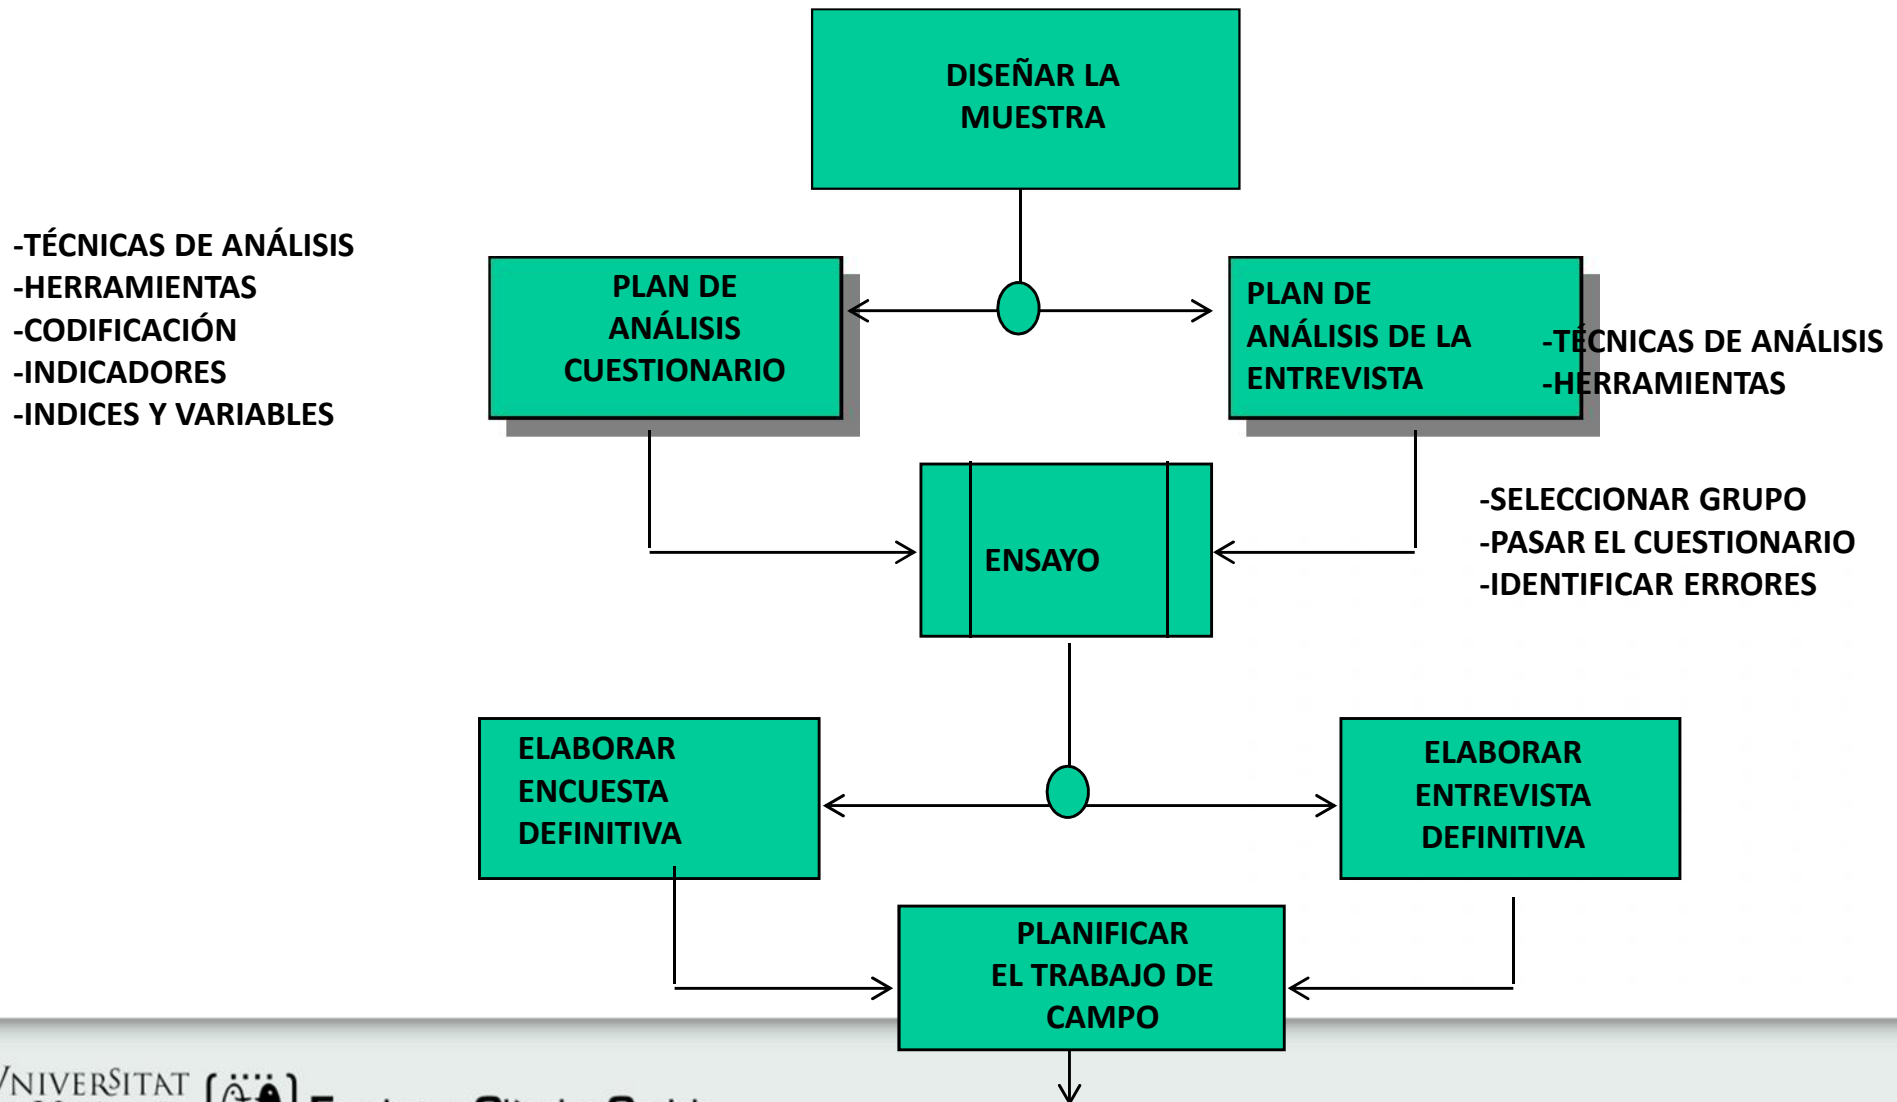 DISEÑAR LA
MUESTRA
-TÉCNICAS DE ANÁLISIS
-HERRAMIENTAS
-CODIFICACIÓN
-INDICADORES
-INDICES Y VARIABLES
PLAN DE
ANÁLISIS
CUESTIONARIO
PLAN DE
ANÁLISIS DE LA
ENTREVISTA
-TÉCNICAS DE ANÁLISIS
-HERRAMIENTAS
ENSAYO
-SELECCIONAR GRUPO
-PASAR EL CUESTIONARIO
-IDENTIFICAR ERRORES
ELABORAR
ENCUESTA
DEFINITIVA
ELABORAR
ENTREVISTA
DEFINITIVA
PLANIFICAR
EL TRABAJO DE
CAMPO
VNIVERSITAT